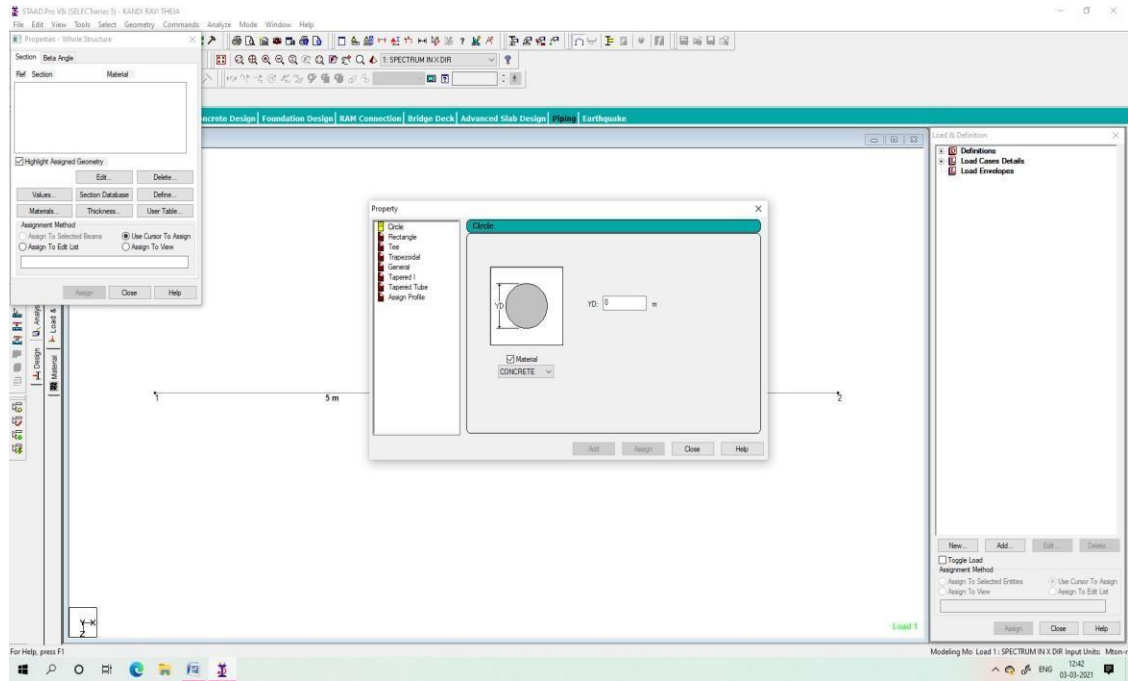 STAAD.Pro V8i (SELECTseries 5) - KANDI RAVI THEJA
File Edit View Tools Select Geometry Commands Analyze Mode Window Help
Properties - Whole Structure
Section Beta Angle
Ref Section Material
Highlight Assigned Geometry
Edit... Delete...
Values... Section Database Define...
Materials... Thickness... User Table...
Assignment Method
Assign To Selected Beams Use Cursor To Assign
Assign To Edit List Assign To View
Assign Close Help
1: SPECTRUM IN X DIR
ncrete Design Foundation Design RAM Connection Bridge Deck Advanced Slab Design Piping Earthquake
Design
Material
Property
Circle
Rectangle
Tee
Trapezoidal
General
Tapered I
Tapered Tube
Assign Profile
Circle
YD
YD: 0 m
Material
CONCRETE
Add Assign Close Help
1 5 m 2
Y X
Z
Load 1
Load & Definition
Definitions
Load Cases Details
Load Envelopes
New... Add... Edit... Delete...
Toggle Load
Assignment Method
Assign To Selected Entities Use Cursor To Assign
Assign To View Assign To Edit List
Assign Close Help
For Help, press F1
Modeling Mo Load 1 : SPECTRUM IN X DIR Input Units: Mton-
ENG 12:42
03-03-2021